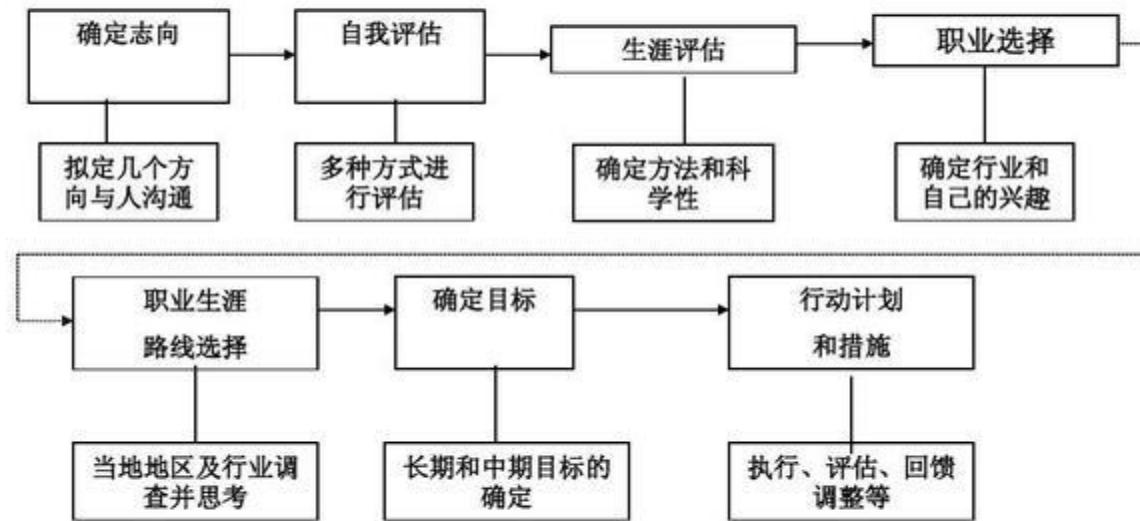 确定志向
自我评估
生涯评估
职业选择
拟定几个方
向与人沟通
多种方式进
行评估
确定方法和科
学性
确定行业和
自己的兴趣
职业生涯
路线选择
确定目标
行动计划
和措施
当地地区及行业调
查并思考
长期和中期目标的
确定
执行、评估、回馈
调整等